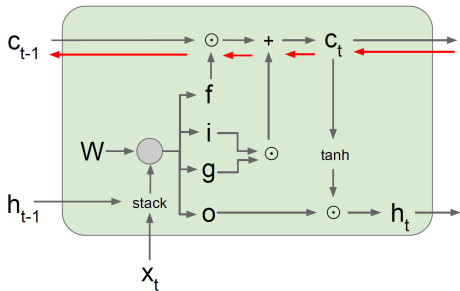 c_{t-1} ⊙ + c_t
f
W i
g ⊙ tanh
h_{t-1} stack o ⊙ h_t
x_t